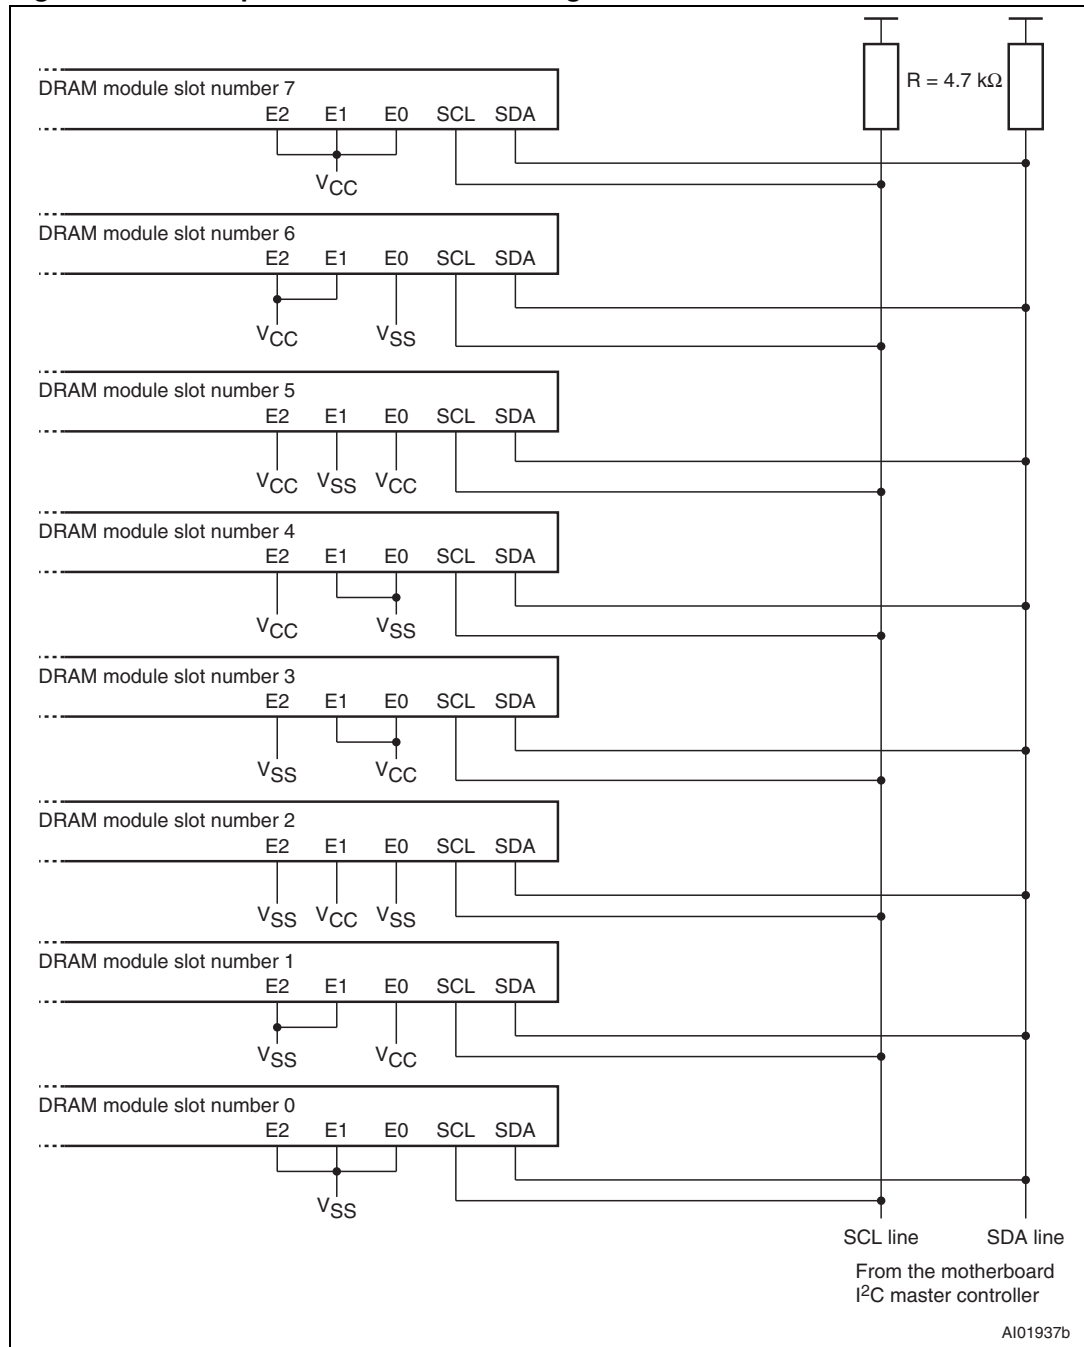 R = 4.7 kΩ
DRAM module slot number 7
E2 E1 E0 SCL SDA
VCC
DRAM module slot number 6
E2 E1 E0 SCL SDA
VCC VSS
DRAM module slot number 5
E2 E1 E0 SCL SDA
VCC VSS VCC
DRAM module slot number 4
E2 E1 E0 SCL SDA
VCC VSS
DRAM module slot number 3
E2 E1 E0 SCL SDA
VSS VCC
DRAM module slot number 2
E2 E1 E0 SCL SDA
VSS VCC VSS
DRAM module slot number 1
E2 E1 E0 SCL SDA
VSS VCC
DRAM module slot number 0
E2 E1 E0 SCL SDA
VSS
SCL line SDA line
From the motherboard
I2C master controller
AI01937b